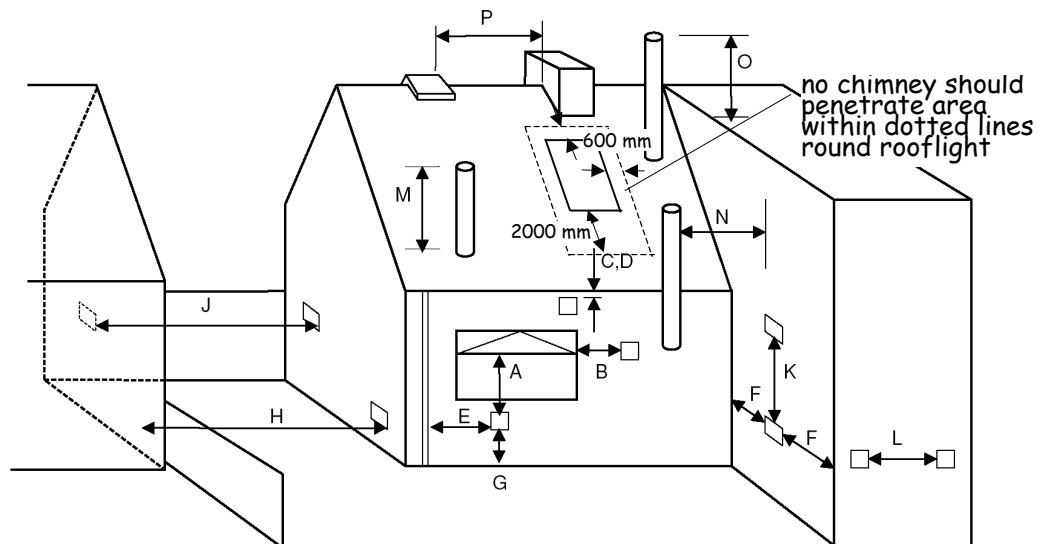 P
O
no chimney should
penetrate area
within dotted lines
round rooflight
600 mm
M
N
2000 mm
C,D
J
A
B
K
F
H
E
F
L
G